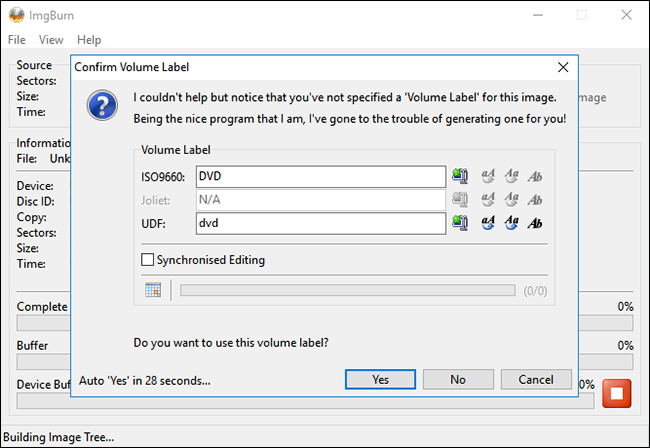 ImgBurn
File View Help
Confirm Volume Label
Source
Sectors:
Size:
Time:
I couldn't help but notice that you've not specified a 'Volume Label' for this image.
Being the nice program that I am, I've gone to the trouble of generating one for you!
Volume Label
ISO9660: DVD
Joliet: N/A
UDF: dvd
Synchronised Editing
(0/0)
Do you want to use this volume label?
Auto 'Yes' in 28 seconds...
Yes No Cancel
Informatio
File: Unk
Device:
Disc ID:
Copy:
Sectors:
Size:
Time:
Complete 0%
Buffer 0%
Device Buf 0%
Building Image Tree...